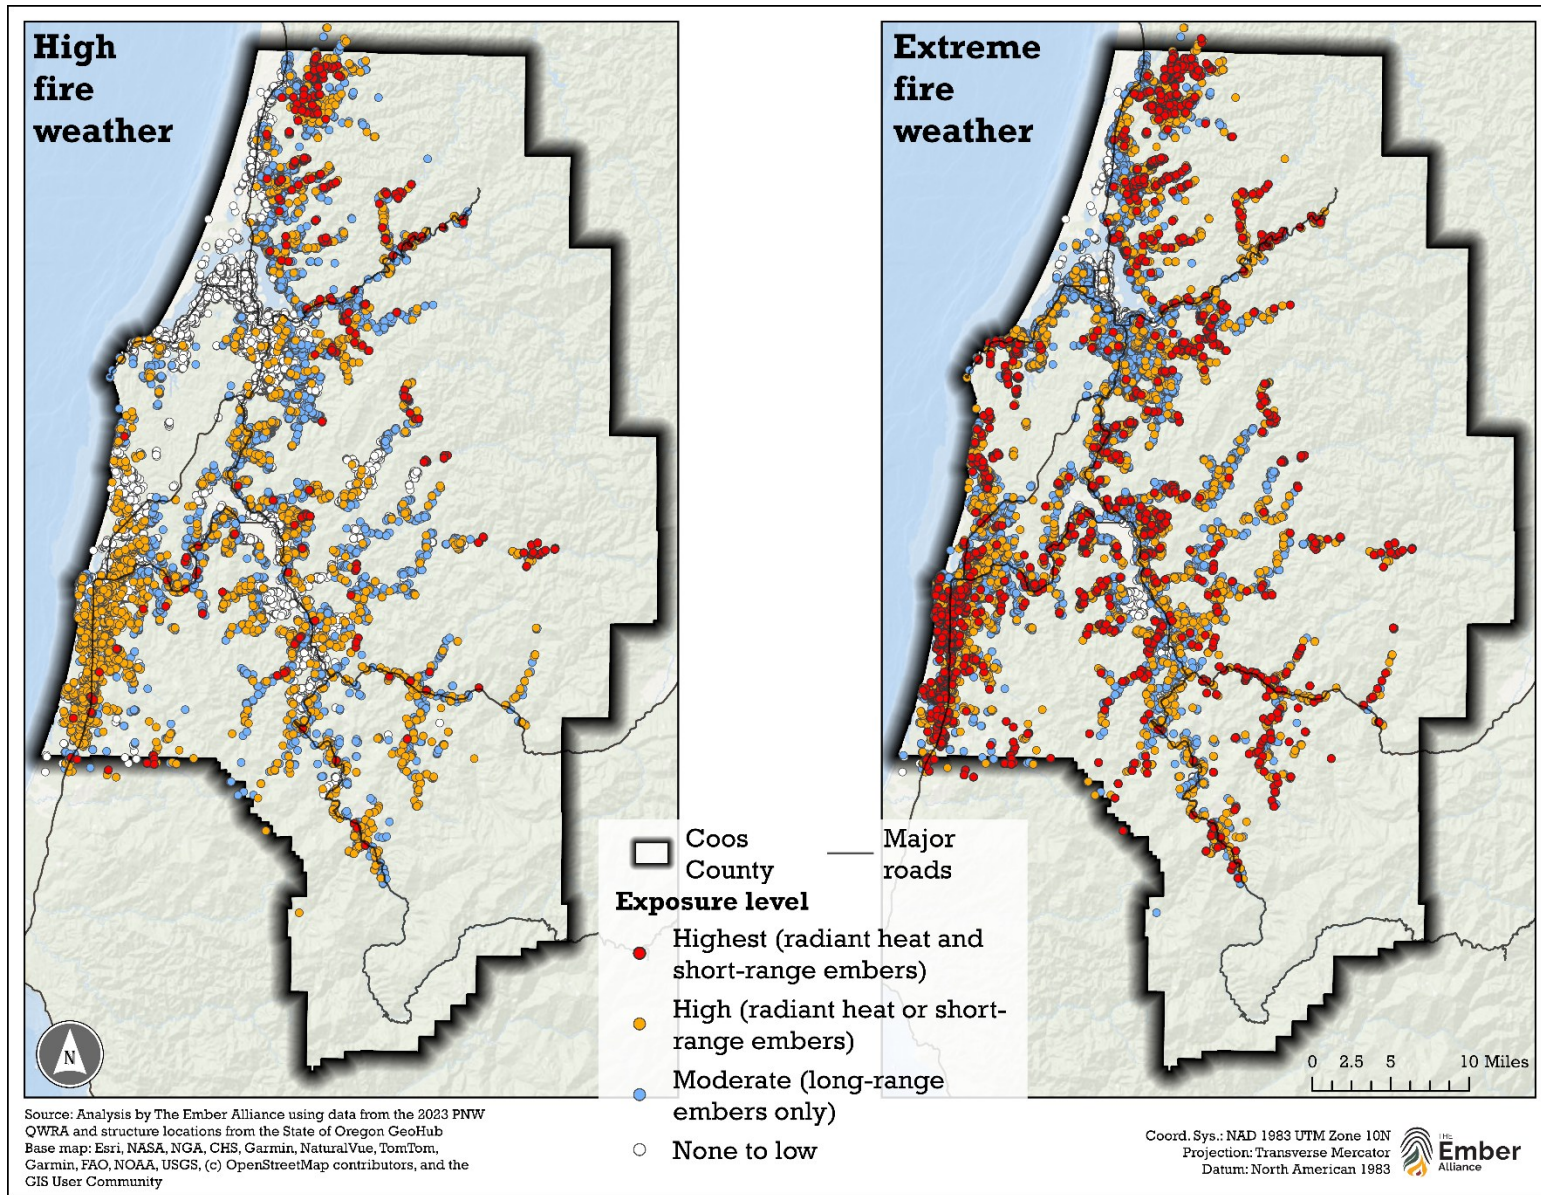 High
fire
weather
Extreme
fire
weather
Coos
County
Major
roads
Exposure level
Highest (radiant heat and
short-range embers)
High (radiant heat or short-
range embers)
Moderate (long-range
embers only)
None to low
N
0 2.5 5 10 Miles
Source: Analysis by The Ember Alliance using data from the 2023 PNW
QWRA and structure locations from the State of Oregon GeoHub
Base map: Esri, NASA, NGA, CHS, Garmin, NaturalVue, TomTom,
Garmin, FAO, NOAA, USGS, (c) OpenStreetMap contributors, and the
GIS User Community
Coord. Sys.: NAD 1983 UTM Zone 10N
Projection: Transverse Mercator
Datum: North American 1983
THE
Ember
Alliance